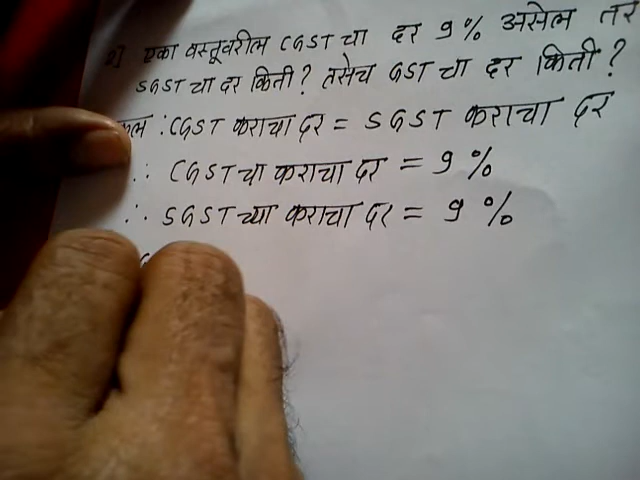 2] एका वस्तूवरील CGST चा दर 9 % असेल तर
SGST चा दर किती? तसेच GST चा दर किती?
: CGST कराचा दर = SGST कराचा दर
∴ CGST चा कराचा दर = 9 %
∴ SGST च्या कराचा दर = 9 %